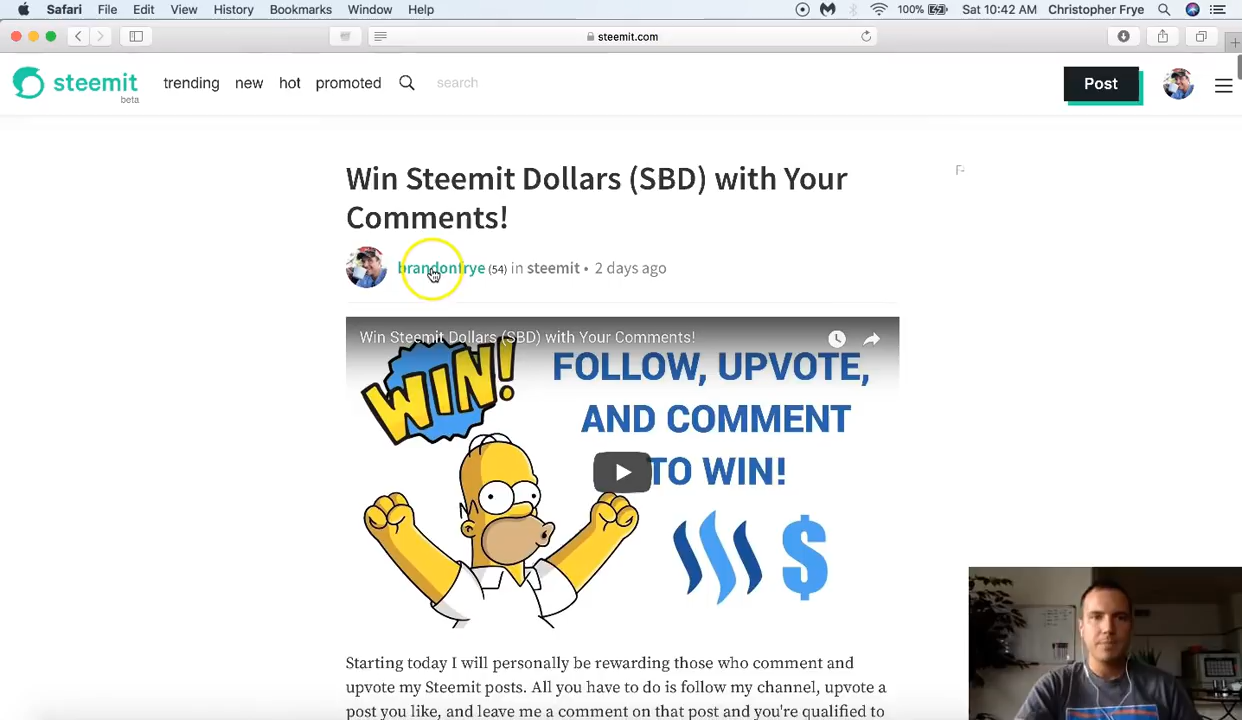 Safari File Edit View History Bookmarks Window Help 100% Sat 10:42 AM Christopher Frye
steemit.com
steemit
beta
trending new hot promoted search
Post
Win Steemit Dollars (SBD) with Your
Comments!
brandonfrye (54) in steemit • 2 days ago
Win Steemit Dollars (SBD) with Your Comments!
WIN!
FOLLOW, UPVOTE,
AND COMMENT
TO WIN!
$
Starting today I will personally be rewarding those who comment and
upvote my Steemit posts. All you have to do is follow my channel, upvote a
post you like, and leave me a comment on that post and you're qualified to